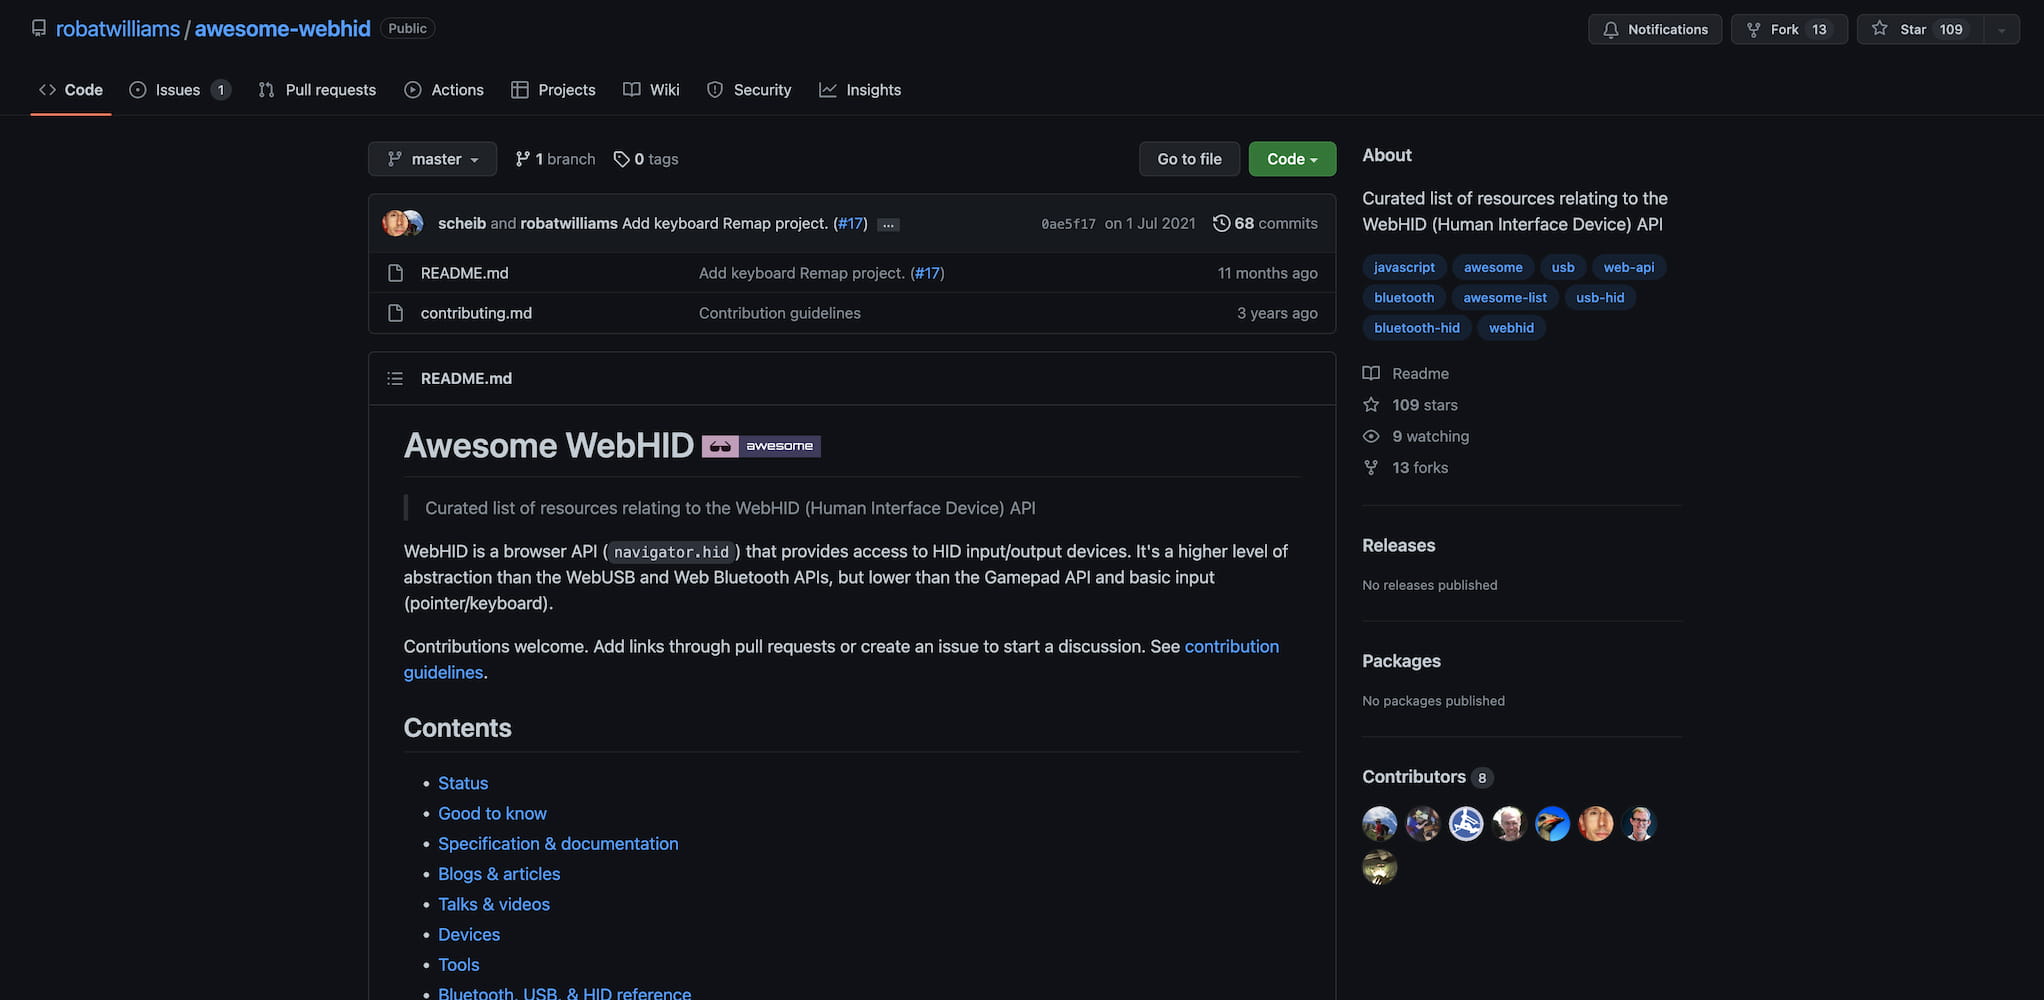 robatwilliams / awesome-webhid Public
Notifications Fork 13 Star 109
Code Issues 1 Pull requests Actions Projects Wiki Security Insights
master 1 branch 0 tags Go to file Code
scheib and robatwilliams Add keyboard Remap project. (#17) ... 0ae5f17 on 1 Jul 2021 68 commits
README.md Add keyboard Remap project. (#17) 11 months ago
contributing.md Contribution guidelines 3 years ago
README.md
Awesome WebHID awesome
Curated list of resources relating to the WebHID (Human Interface Device) API
WebHID is a browser API (navigator.hid) that provides access to HID input/output devices. It's a higher level of
abstraction than the WebUSB and Web Bluetooth APIs, but lower than the Gamepad API and basic input
(pointer/keyboard).
Contributions welcome. Add links through pull requests or create an issue to start a discussion. See contribution
guidelines.
Contents
• Status
• Good to know
• Specification & documentation
• Blogs & articles
• Talks & videos
• Devices
• Tools
• Bluetooth, USB, & HID reference
About
Curated list of resources relating to the
WebHID (Human Interface Device) API
javascript awesome usb web-api
bluetooth awesome-list usb-hid
bluetooth-hid webhid
Readme
109 stars
9 watching
13 forks
Releases
No releases published
Packages
No packages published
Contributors 8